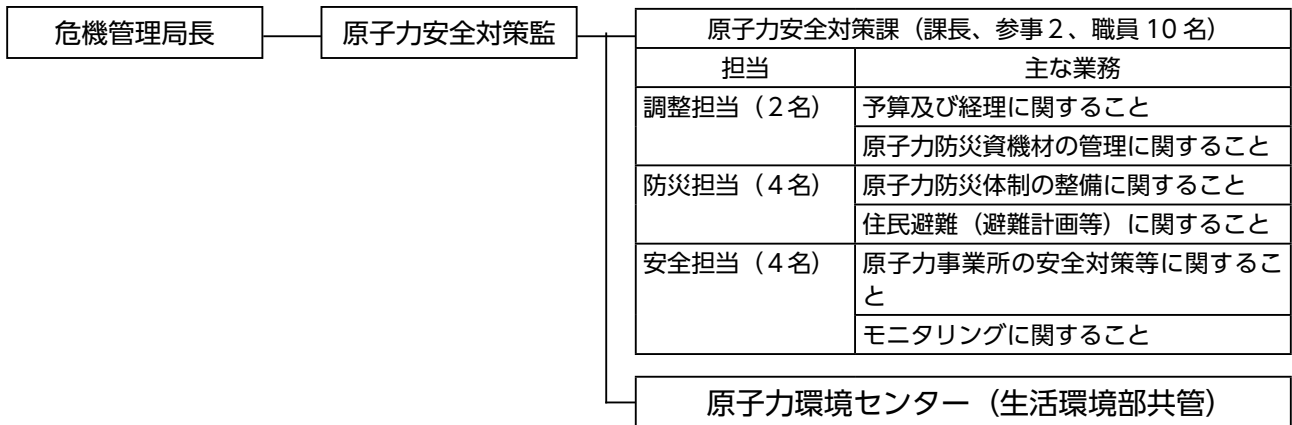 危機管理局長
原子力安全対策監
原子力安全対策課（課長、参事２、職員 10 名）
担当
主な業務
調整担当（２名）
予算及び経理に関すること
原子力防災資機材の管理に関すること
防災担当（４名）
原子力防災体制の整備に関すること
住民避難（避難計画等）に関すること
安全担当（４名）
原子力事業所の安全対策等に関するこ
と
モニタリングに関すること
原子力環境センター（生活環境部共管）